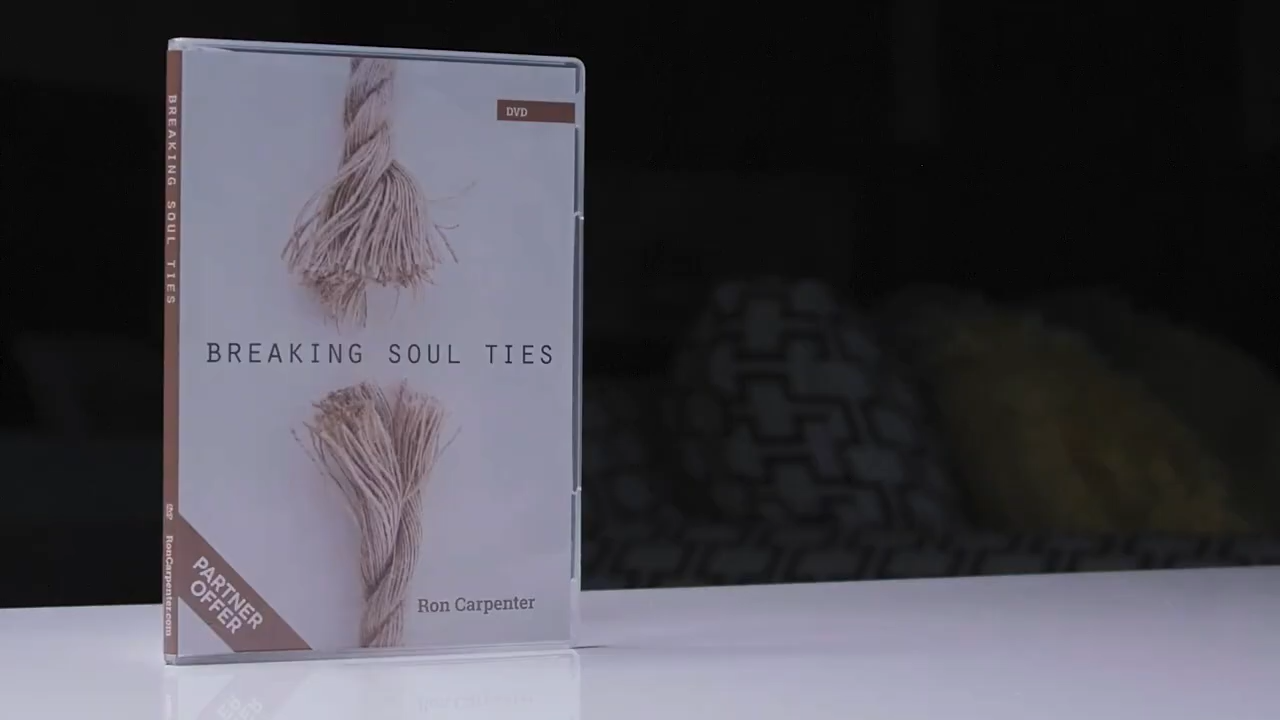 DVD
BREAKING SOUL TIES
BREAKING SOUL TIES
Ron Carpenter
PARTNER
OFFER
RonCarpenter.com